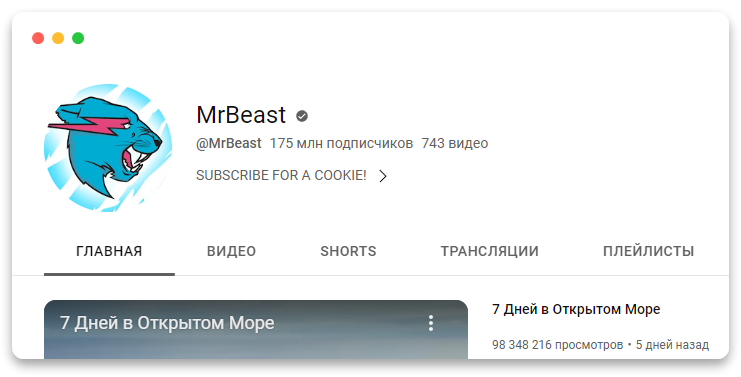 MrBeast
@MrBeast 175 млн подписчиков 743 видео
SUBSCRIBE FOR A COOKIE!
ГЛАВНАЯ ВИДЕО SHORTS ТРАНСЛЯЦИИ ПЛЕЙЛИСТЫ
7 Дней в Открытом Море
7 Дней в Открытом Море
98 348 216 просмотров • 5 дней назад